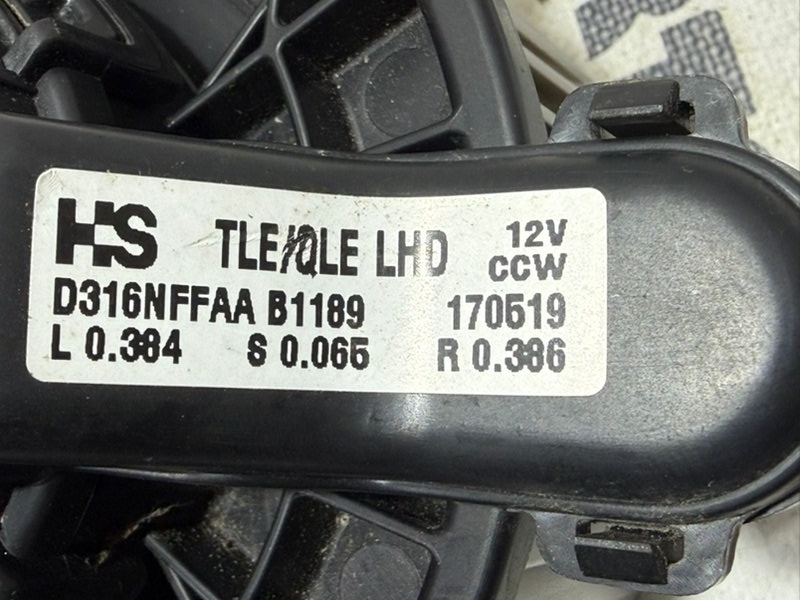 HS TLE/QLE LHD 12V
CCW
D316NFFAA B1189 170519
L 0.384 S 0.065 R 0.386